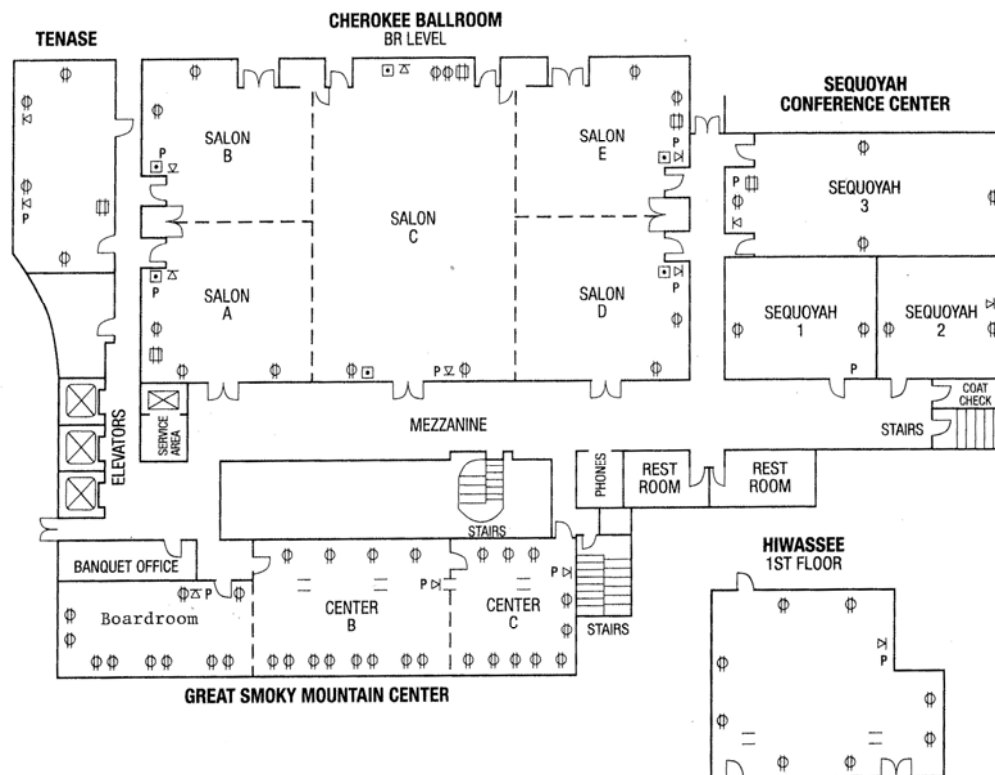 CHEROKEE BALLROOM
BR LEVEL
TENASE
SEQUOYAH
CONFERENCE CENTER
SALON
B
P
SALON
E
P
P
SEQUOYAH
3
P
SALON
C
SALON
A
P
SALON
D
P
SEQUOYAH
1
P
SEQUOYAH
2
P
COAT
CHECK
STAIRS
ELEVATORS
SERVICE
AREA
MEZZANINE
PHONES
REST
ROOM
REST
ROOM
STAIRS
BANQUET OFFICE
Boardroom
P
CENTER
B
P
CENTER
C
P
STAIRS
GREAT SMOKY MOUNTAIN CENTER
HIWASSEE
1ST FLOOR
P